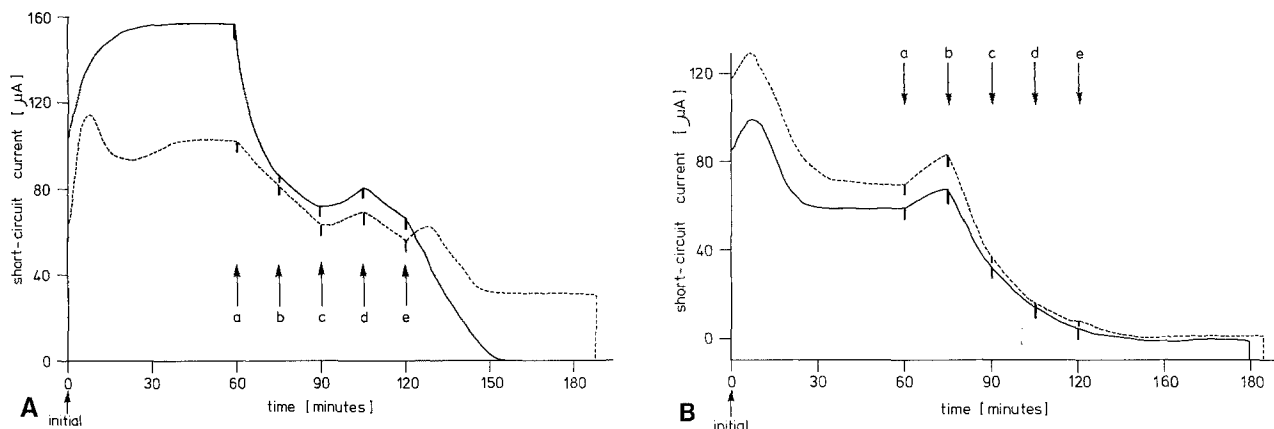 160
120
80
40
0
short-circuit current [ μA ]
a b c d e
0 30 60 90 120 150 180
time [ minutes ]
A
initial
120
80
40
0
short-circuit current [ μA ]
a b c d e
0 30 60 90 120 160 180
time [ minutes ]
B
initial